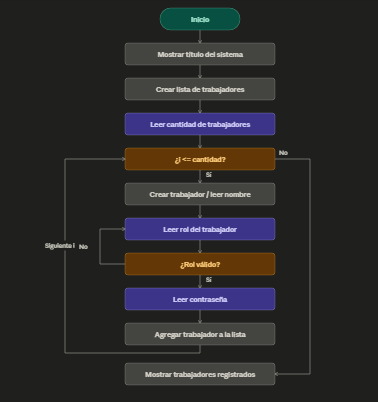 Inicio
Mostrar título del sistema
Crear lista de trabajadores
Leer cantidad de trabajadores
¿i <= cantidad?
No
Sí
Crear trabajador / leer nombre
Leer rol del trabajador
Siguiente i
No
¿Rol válido?
Sí
Leer contraseña
Agregar trabajador a la lista
Mostrar trabajadores registrados